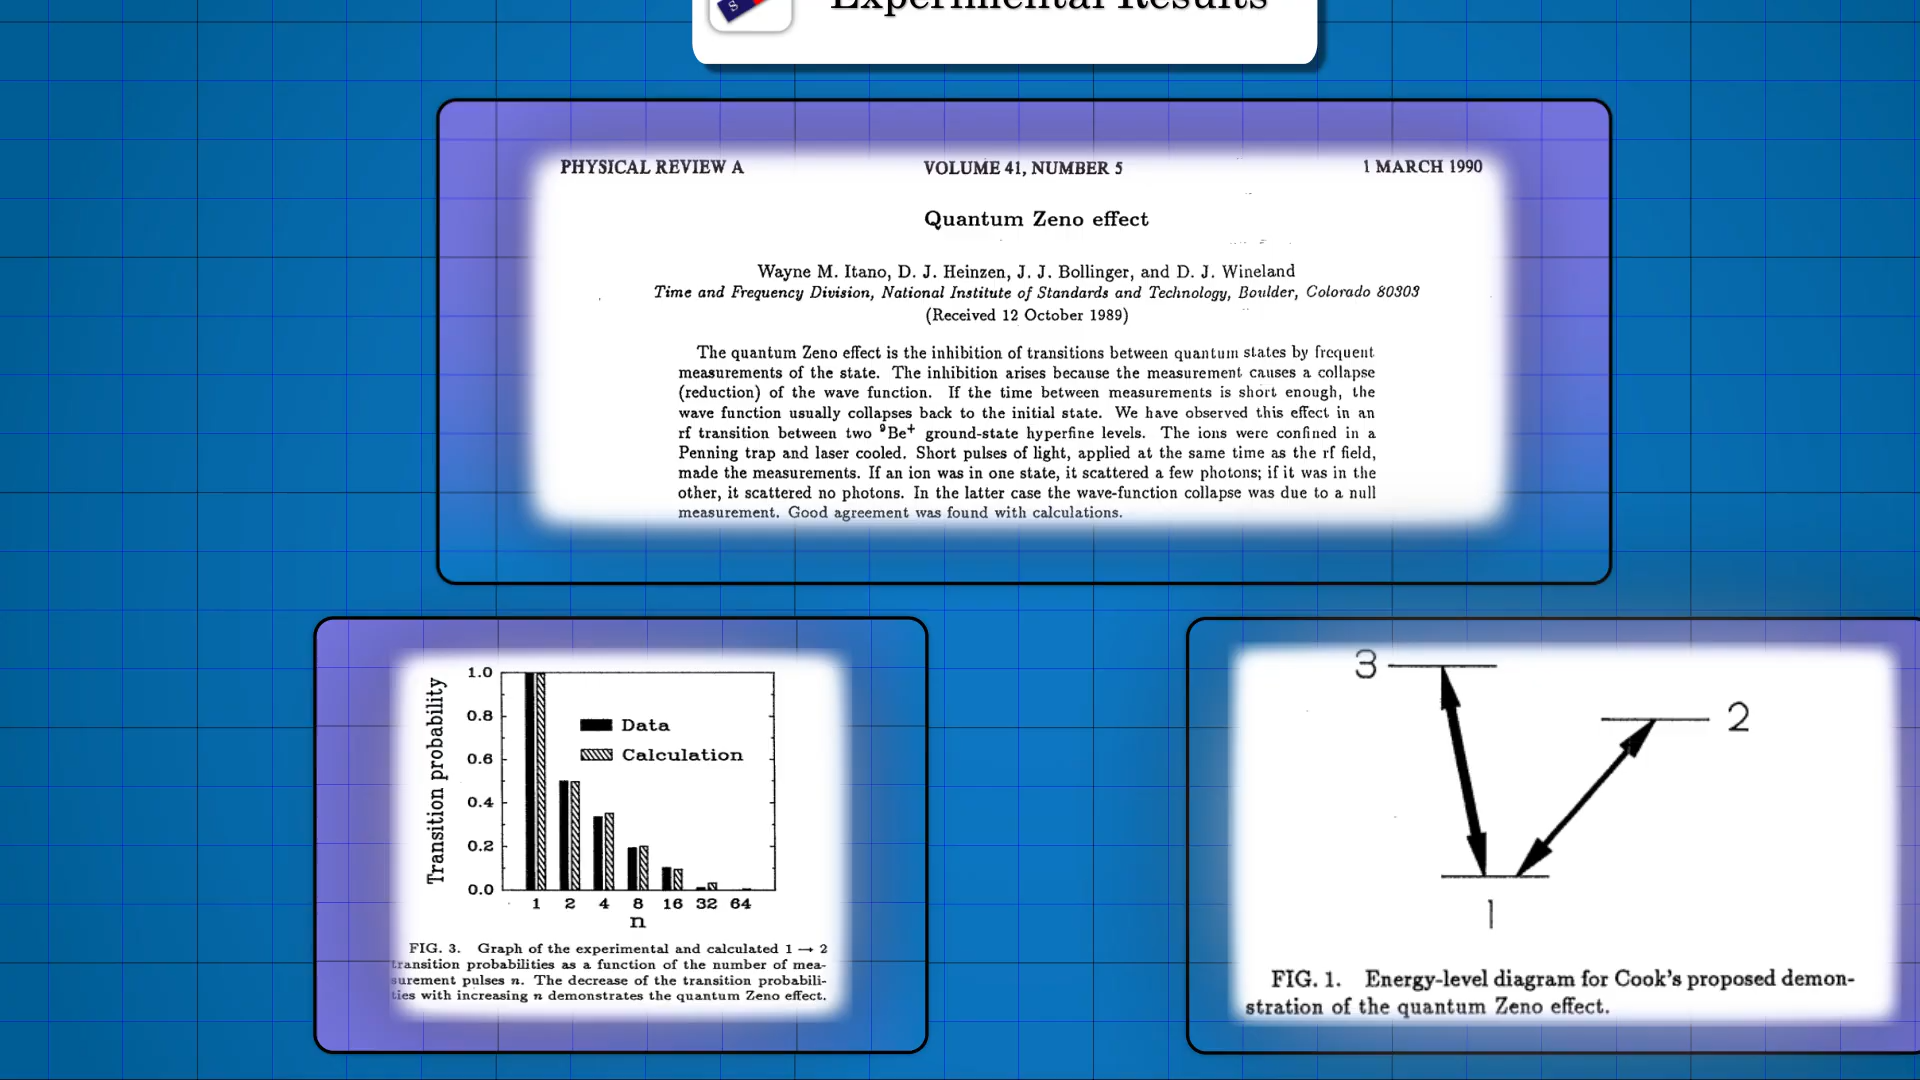 S
Experimental Results
PHYSICAL REVIEW A VOLUME 41, NUMBER 5 1 MARCH 1990
Quantum Zeno effect
Wayne M. Itano, D. J. Heinzen, J. J. Bollinger, and D. J. Wineland
Time and Frequency Division, National Institute of Standards and Technology, Boulder, Colorado 80303
(Received 12 October 1989)
The quantum Zeno effect is the inhibition of transitions between quantum states by frequent
measurements of the state. The inhibition arises because the measurement causes a collapse
(reduction) of the wave function. If the time between measurements is short enough, the
wave function usually collapses back to the initial state. We have observed this effect in an
rf transition between two ⁹Be⁺ ground-state hyperfine levels. The ions were confined in a
Penning trap and laser cooled. Short pulses of light, applied at the same time as the rf field,
made the measurements. If an ion was in one state, it scattered a few photons; if it was in the
other, it scattered no photons. In the latter case the wave-function collapse was due to a null
measurement. Good agreement was found with calculations.
Transition probability
1.0
0.8
0.6
0.4
0.2
0.0
Data
Calculation
1 2 4 8 16 32 64
n
FIG. 3. Graph of the experimental and calculated 1 → 2
transition probabilities as a function of the number of mea-
surement pulses n. The decrease of the transition probabili-
ties with increasing n demonstrates the quantum Zeno effect.
3
2
1
FIG. 1. Energy-level diagram for Cook's proposed demon-
stration of the quantum Zeno effect.